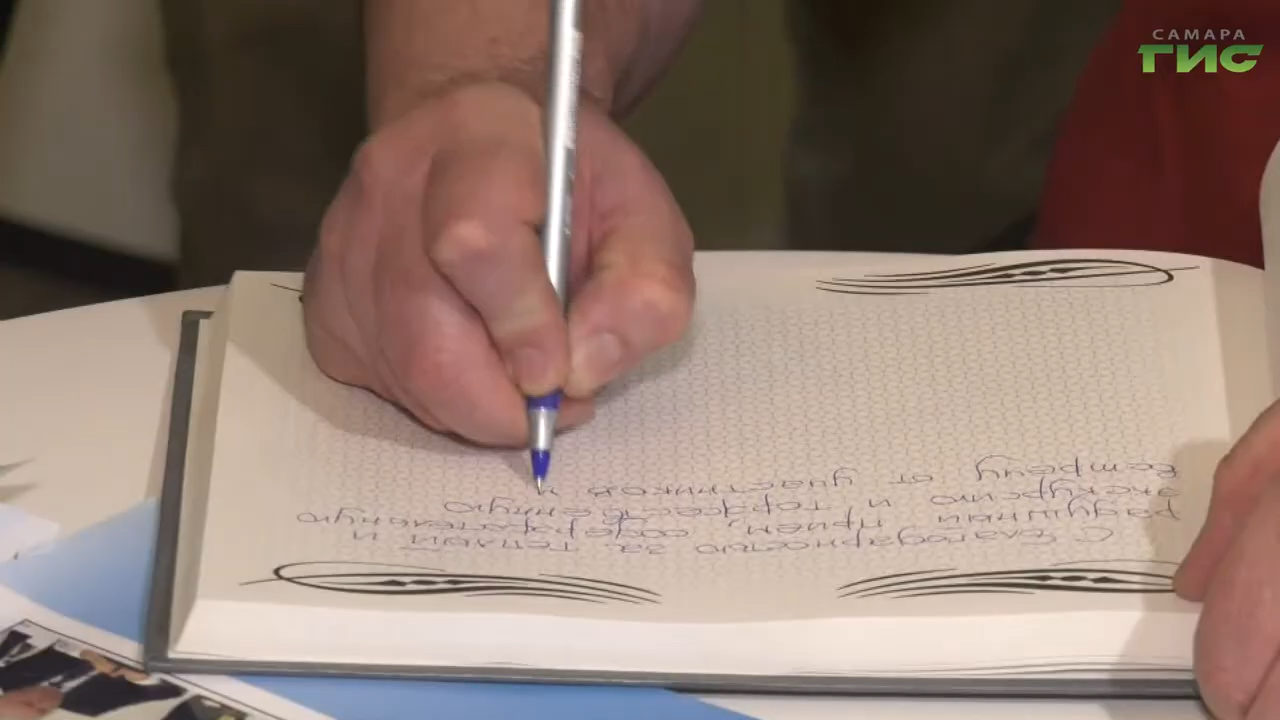 САМАРА
ГИС
С благодарностью за теплый и
радушный прием, содержательную
экскурсию и торжественную
встречу от участников и